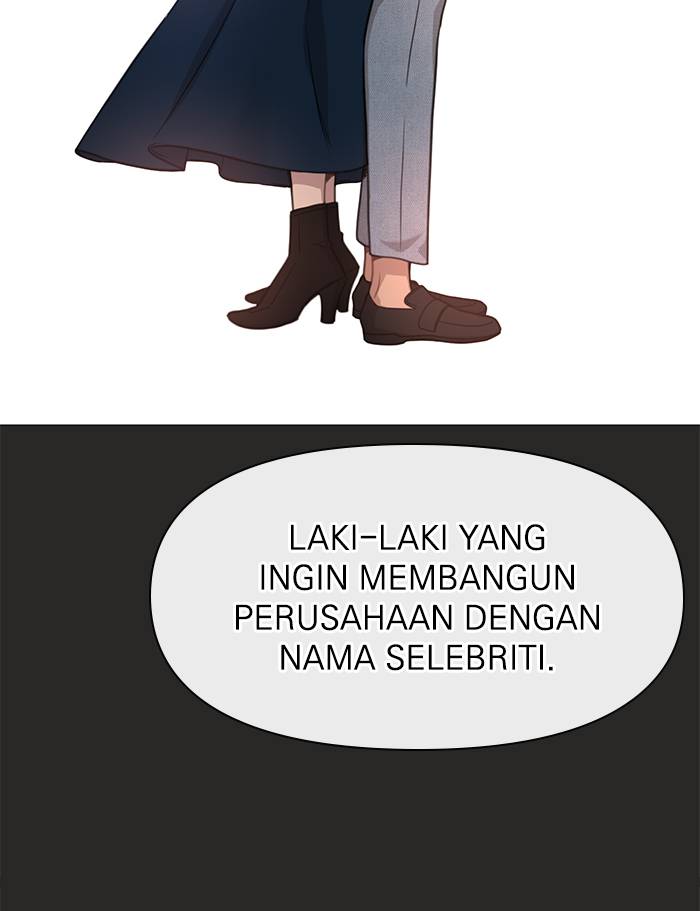 LAKI-LAKI YANG
INGIN MEMBANGUN
PERUSAHAAN DENGAN
NAMA SELEBRITI.